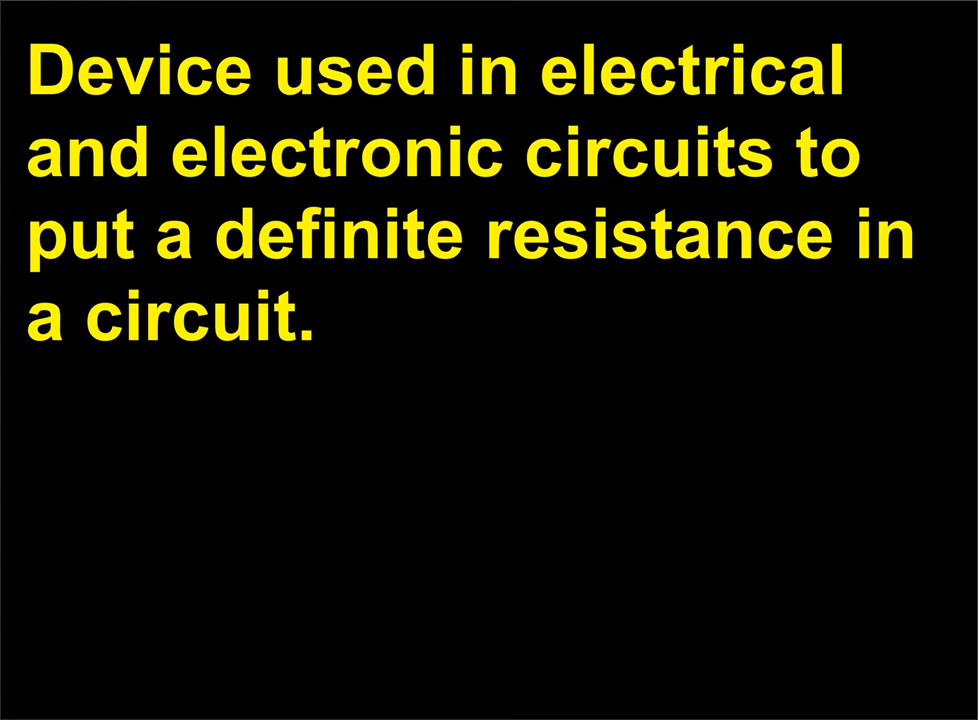 Device used in electrical
and electronic circuits to
put a definite resistance in
a circuit.